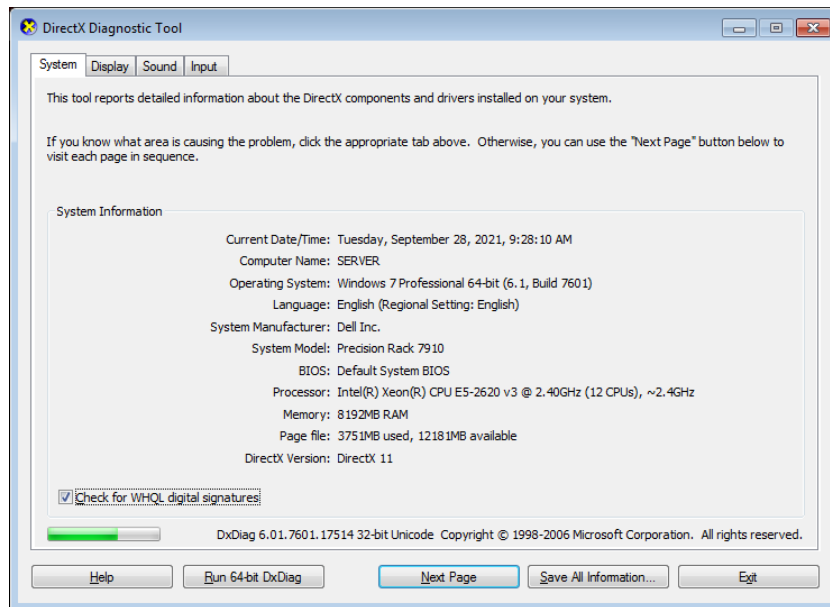 DirectX Diagnostic Tool
System Display Sound Input
This tool reports detailed information about the DirectX components and drivers installed on your system.
If you know what area is causing the problem, click the appropriate tab above. Otherwise, you can use the "Next Page" button below to
visit each page in sequence.
System Information
Current Date/Time: Tuesday, September 28, 2021, 9:28:10 AM
Computer Name: SERVER
Operating System: Windows 7 Professional 64-bit (6.1, Build 7601)
Language: English (Regional Setting: English)
System Manufacturer: Dell Inc.
System Model: Precision Rack 7910
BIOS: Default System BIOS
Processor: Intel(R) Xeon(R) CPU E5-2620 v3 @ 2.40GHz (12 CPUs), ~2.4GHz
Memory: 8192MB RAM
Page file: 3751MB used, 12181MB available
DirectX Version: DirectX 11
Check for WHQL digital signatures
DxDiag 6.01.7601.17514 32-bit Unicode Copyright © 1998-2006 Microsoft Corporation. All rights reserved.
Help Run 64-bit DxDiag Next Page Save All Information... Exit